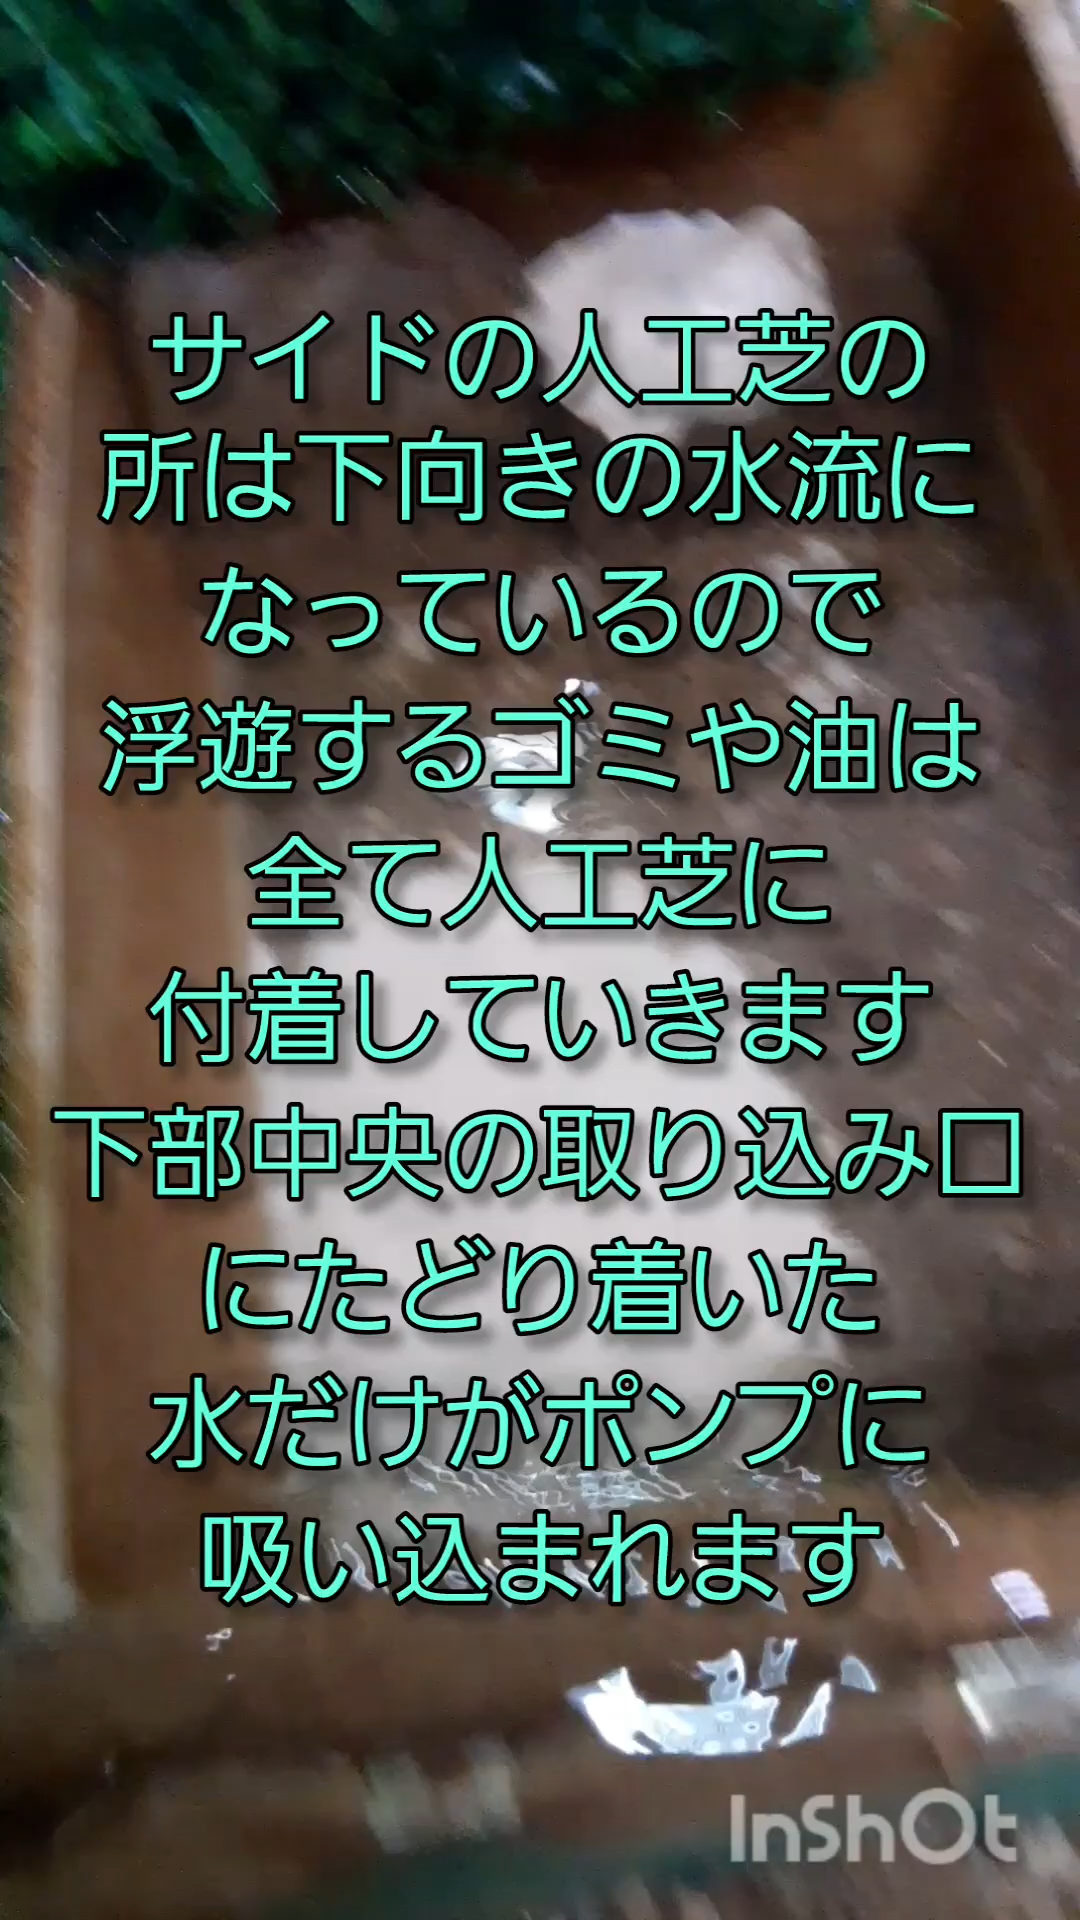 サイドの人工芝の
所は下向きの水流に
なっているので
浮遊するゴミや油は
全て人工芝に
付着していきます
下部中央の取り込み口
にたどり着いた
水だけがポンプに
吸い込まれます
InShOt